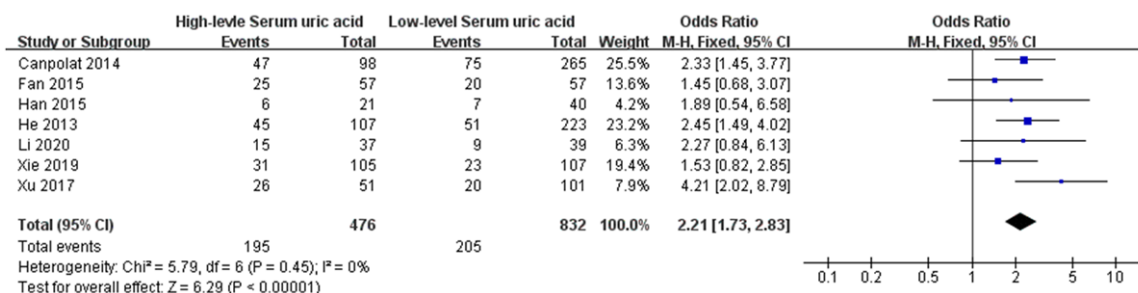 High-levle Serum uric acid Low-level Serum uric acid Odds Ratio Odds Ratio
Study or Subgroup Events Total Events Total Weight M-H, Fixed, 95% CI M-H, Fixed, 95% CI
Canpolat 2014 47 98 75 265 25.5% 2.33 [1.45, 3.77]
Fan 2015 25 57 20 57 13.6% 1.45 [0.68, 3.07]
Han 2015 6 21 7 40 4.2% 1.89 [0.54, 6.58]
He 2013 45 107 51 223 23.2% 2.45 [1.49, 4.02]
Li 2020 15 37 9 39 6.3% 2.27 [0.84, 6.13]
Xie 2019 31 105 23 107 19.4% 1.53 [0.82, 2.85]
Xu 2017 26 51 20 101 7.9% 4.21 [2.02, 8.79]
Total (95% CI) 476 832 100.0% 2.21 [1.73, 2.83]
Total events 195 205
Heterogeneity: Chi² = 5.79, df = 6 (P = 0.45); I² = 0%
Test for overall effect: Z = 6.29 (P < 0.00001)
0.1 0.2 0.5 1 2 5 10